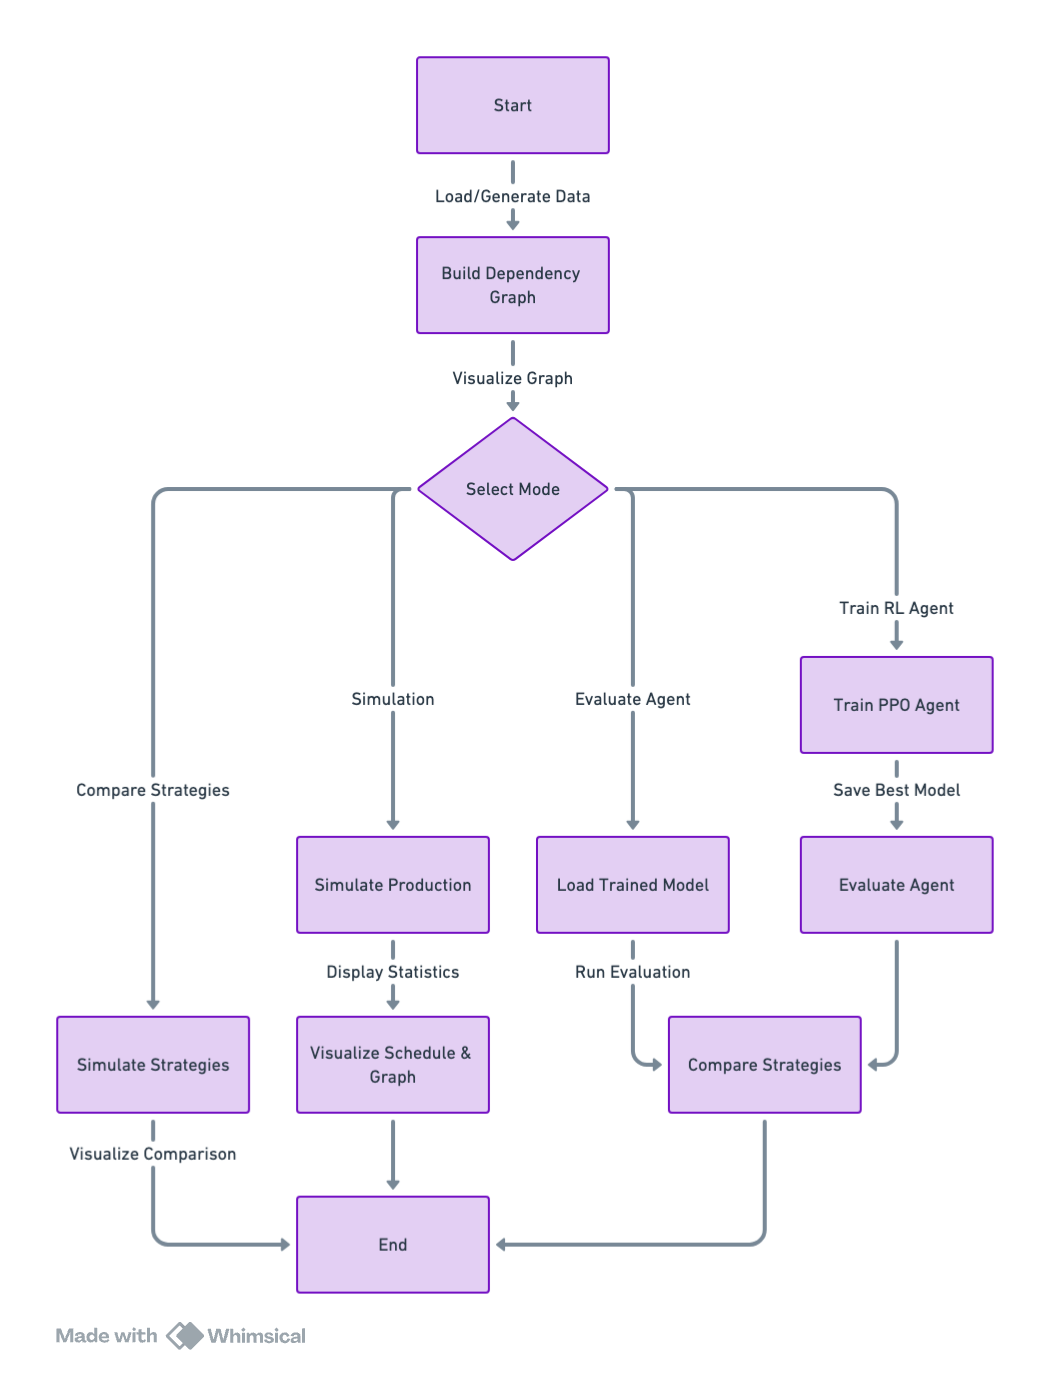 Start
Load/Generate Data
Build Dependency
Graph
Visualize Graph
Select Mode
Train RL Agent
Simulation
Evaluate Agent
Train PPO Agent
Compare Strategies
Save Best Model
Simulate Production
Load Trained Model
Evaluate Agent
Display Statistics
Run Evaluation
Simulate Strategies
Visualize Schedule &
Graph
Compare Strategies
Visualize Comparison
End
Made with Whimsical